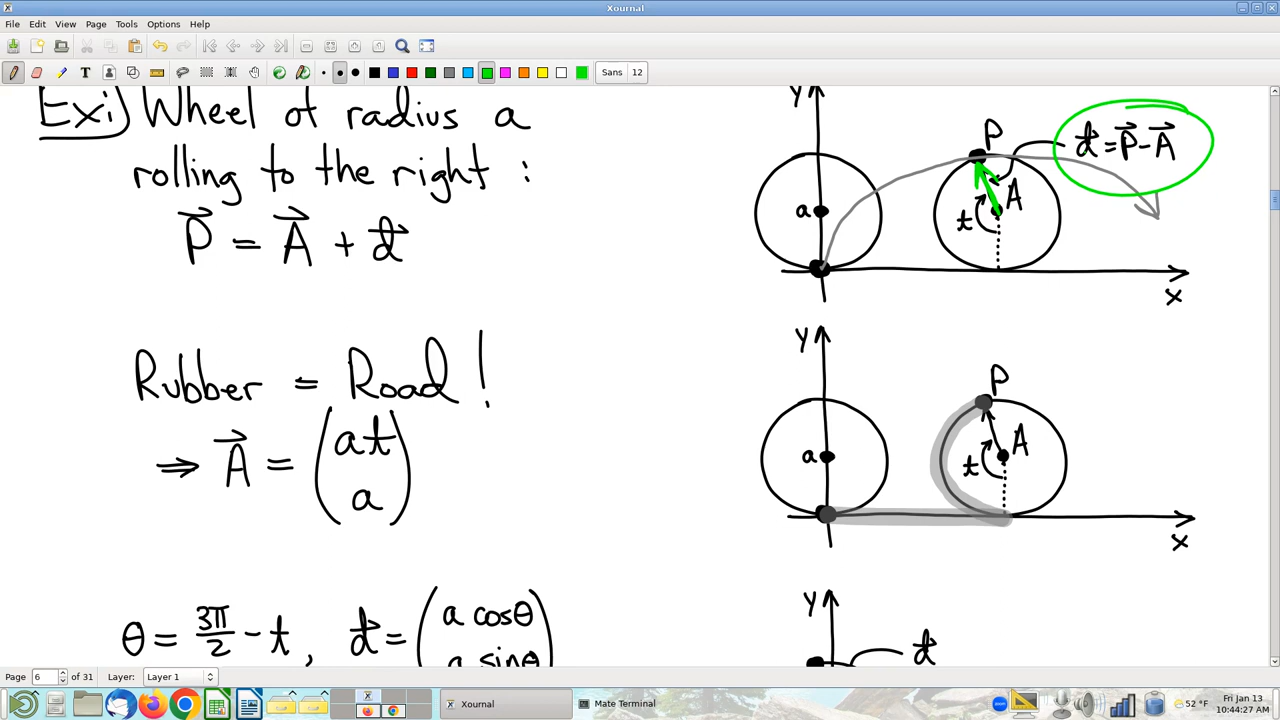 Xournal
File Edit View Page Tools Options Help
Sans 12
Ex:) Wheel of radius a
rolling to the right :
P = A + d
Rubber = Road !
⇒ A = ( at
a )
θ = 3π/2 - t , d = ( a cosθ
a sinθ
y
P
d = P - A
a
A
t
x
y
P
a
A
t
x
y
d
Page 6 of 31 Layer: Layer 1
Xournal
Mate Terminal
52 °F
Fri Jan 13
10:44:27 AM